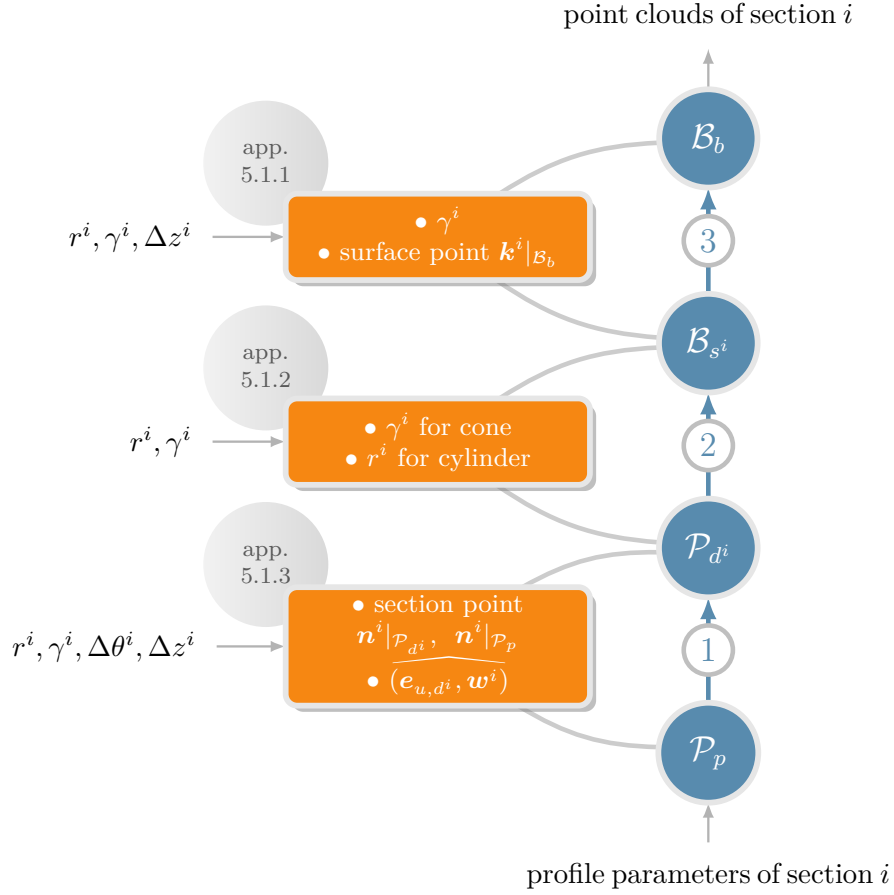 point clouds of section i
app.
5.1.1
ℬ_b
r^i, γ^i, Δz^i
• γ^i
• surface point k^i|_{ℬ_b}
3
app.
5.1.2
ℬ_{s^i}
r^i, γ^i
• γ^i for cone
• r^i for cylinder
2
app.
5.1.3
𝒫_{d^i}
r^i, γ^i, Δθ^i, Δz^i
• section point
n^i|_{𝒫_{d^i}}, n^i|_{𝒫_p}
• \widehat{(e_{u,d^i}, w^i)}
1
𝒫_p
profile parameters of section i